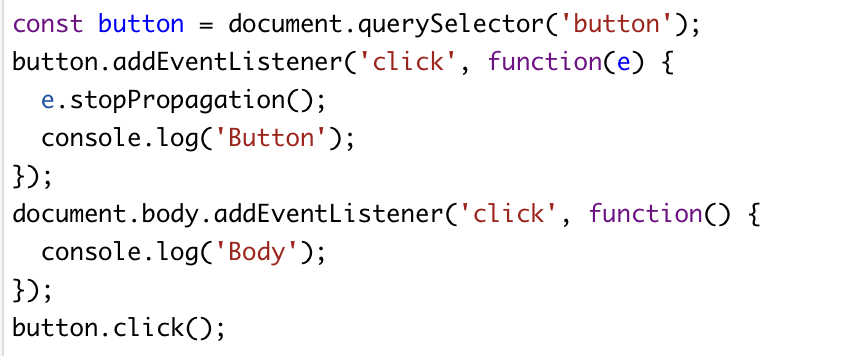 const button = document.querySelector('button');
button.addEventListener('click', function(e) {
  e.stopPropagation();
  console.log('Button');
});
document.body.addEventListener('click', function() {
  console.log('Body');
});
button.click();